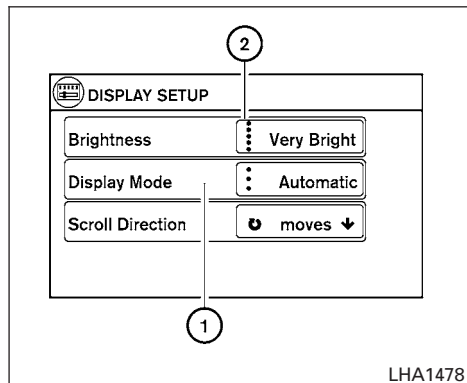 2
DISPLAY SETUP
Brightness Very Bright
Display Mode Automatic
Scroll Direction moves
1
LHA1478